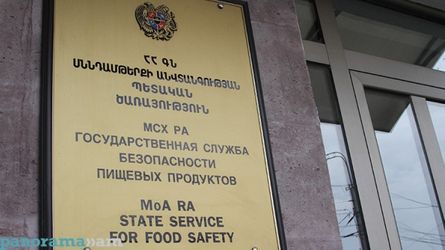 ՀՀ ԳՆ
ՍՆՆԴԱՄԹԵՐՔԻ ԱՆՎՏԱՆԳՈՒԹՅԱՆ
ՊԵՏԱԿԱՆ
ԾԱՌԱՅՈՒԹՅՈՒՆ
МСХ РА
ГОСУДАРСТВЕННАЯ СЛУЖБА
БЕЗОПАСНОСТИ
ПИЩЕВЫХ ПРОДУКТОВ
MoA RA
STATE SERVICE
FOR FOOD SAFETY
panorama.am